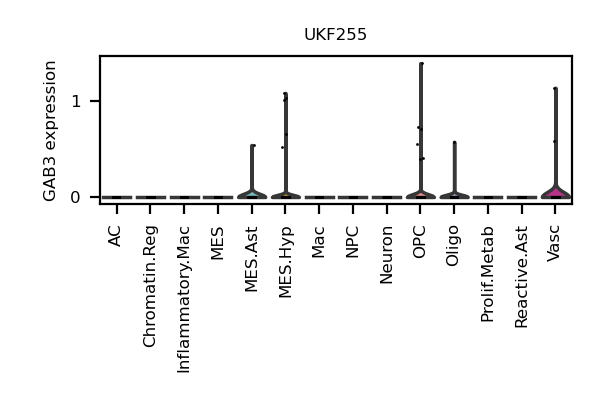 UKF255
GAB3 expression
1
0
AC
Chromatin.Reg
Inflammatory.Mac
MES
MES.Ast
MES.Hyp
Mac
NPC
Neuron
OPC
Oligo
Prolif.Metab
Reactive.Ast
Vasc